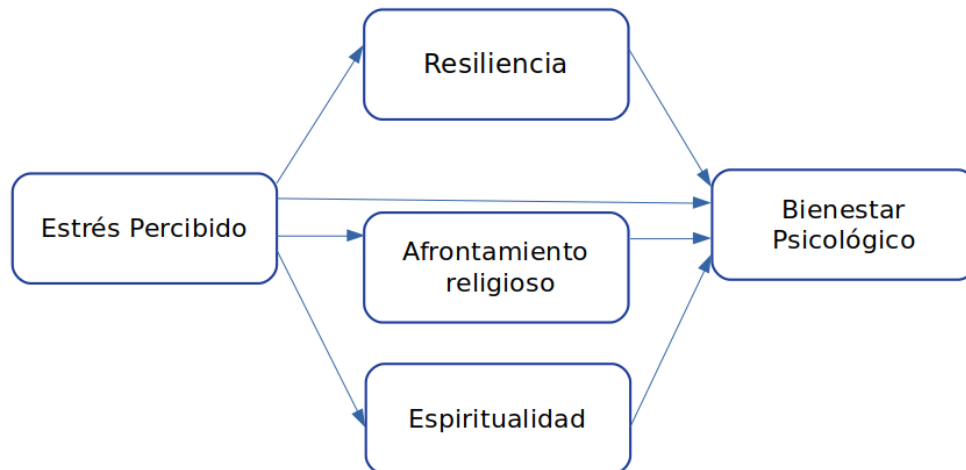 Resiliencia
Estrés Percibido
Bienestar
Psicológico
Afrontamiento
religioso
Espiritualidad